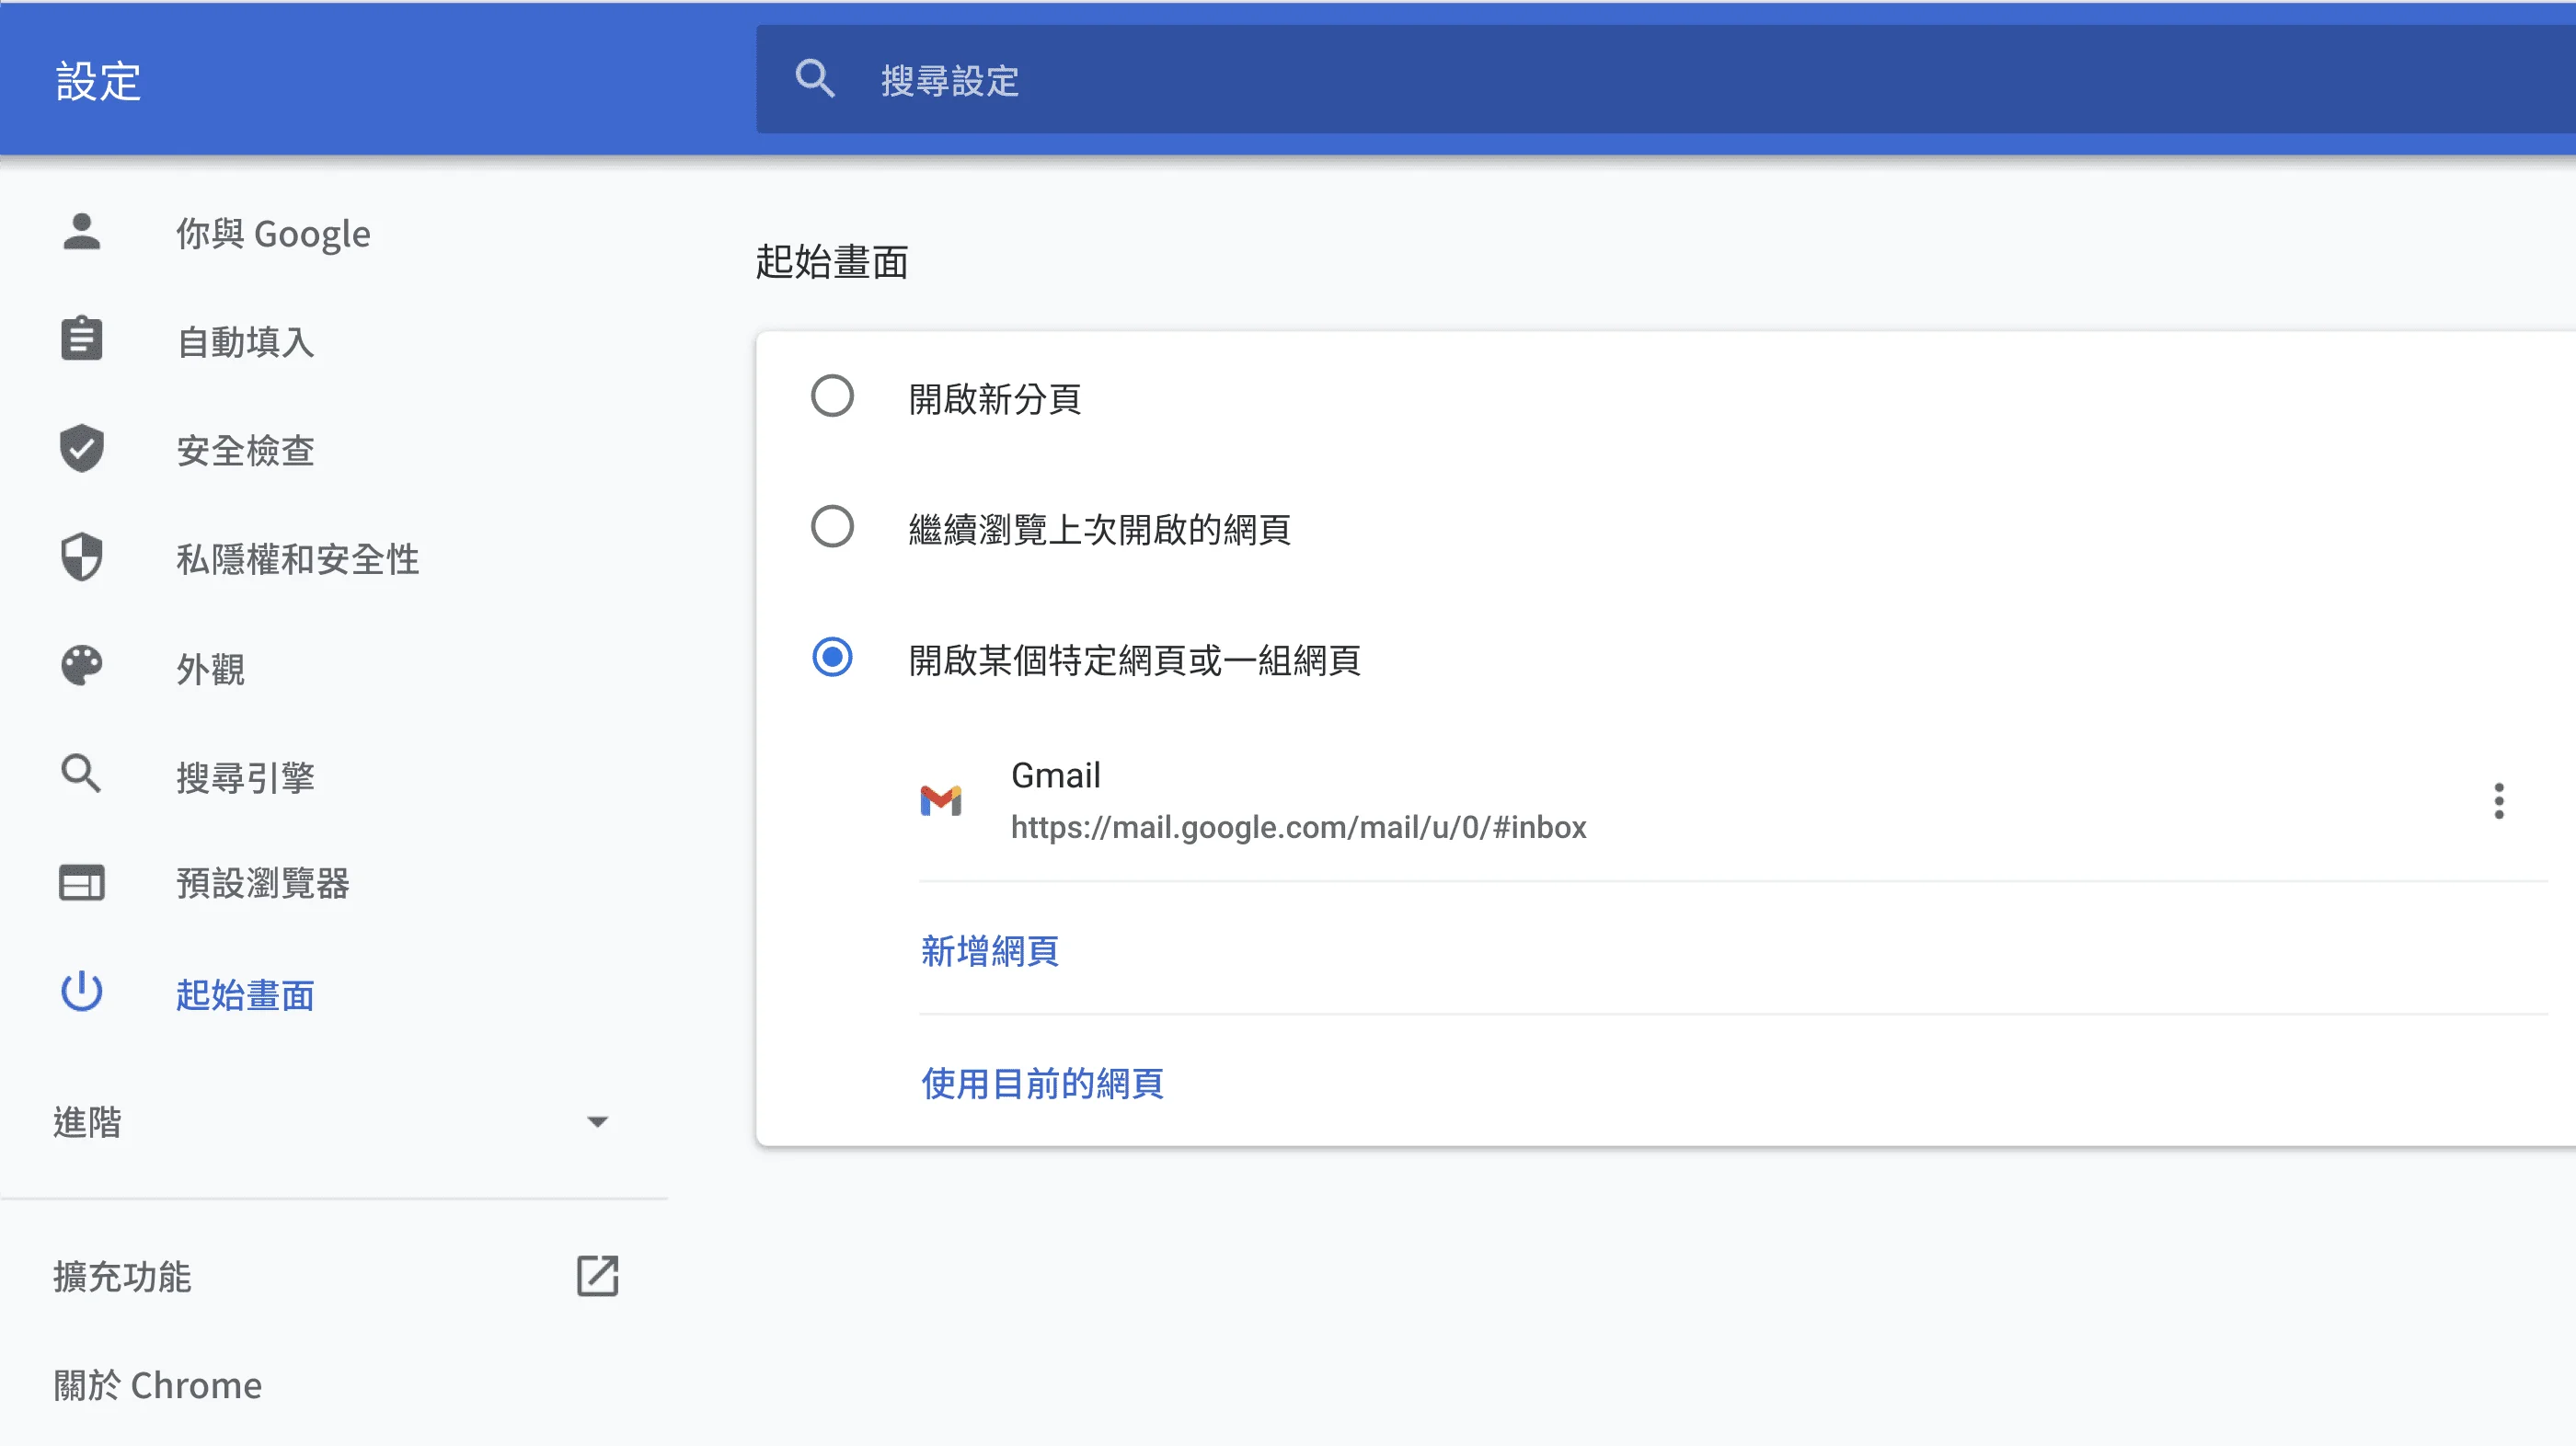 設定
搜尋設定
你與 Google
自動填入
安全檢查
私隱權和安全性
外觀
搜尋引擎
預設瀏覽器
起始畫面
進階
擴充功能
關於 Chrome
起始畫面
開啟新分頁
繼續瀏覽上次開啟的網頁
開啟某個特定網頁或一組網頁
Gmail
https://mail.google.com/mail/u/0/#inbox
新增網頁
使用目前的網頁